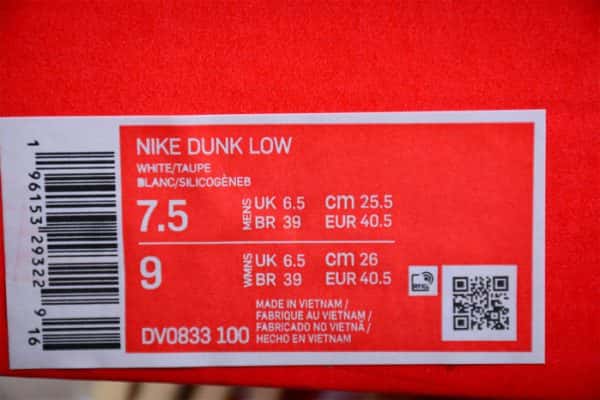 NIKE DUNK LOW
WHITE/TAUPE
BLANC/SILICOGÈNEB
7.5 MENS UK 6.5 cm 25.5
BR 39 EUR 40.5
9 WMNS UK 6.5 cm 26
BR 39 EUR 40.5
MADE IN VIETNAM /
FABRIQUE AU VIETNAM /
FABRICADO NO VIETNÃ /
HECHO EN VIETNAM
DV0833 100
1 96153 29322 9 16